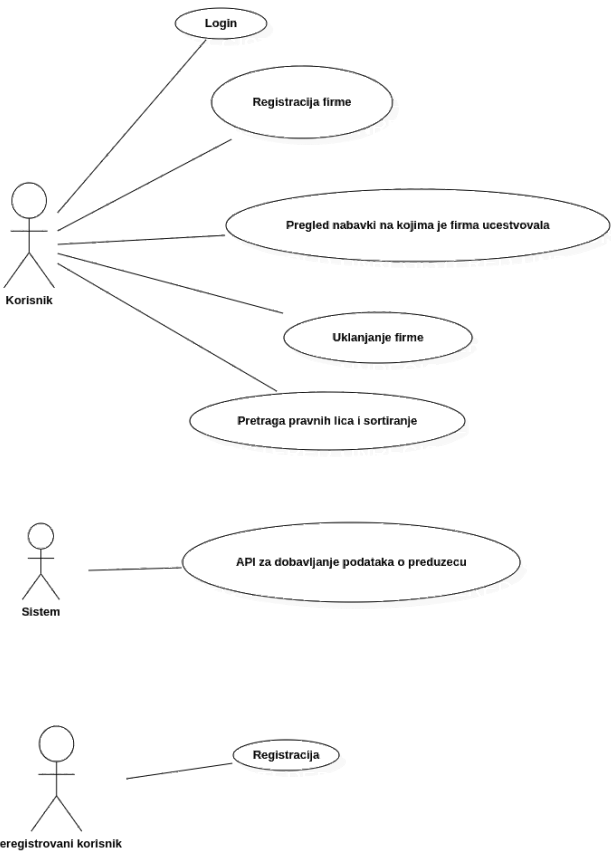 Login
Registracija firme
Pregled nabavki na kojima je firma ucestvovala
Korisnik
Uklanjanje firme
Pretraga pravnih lica i sortiranje
API za dobavljanje podataka o preduzecu
Sistem
Registracija
eregistrovani korisnik